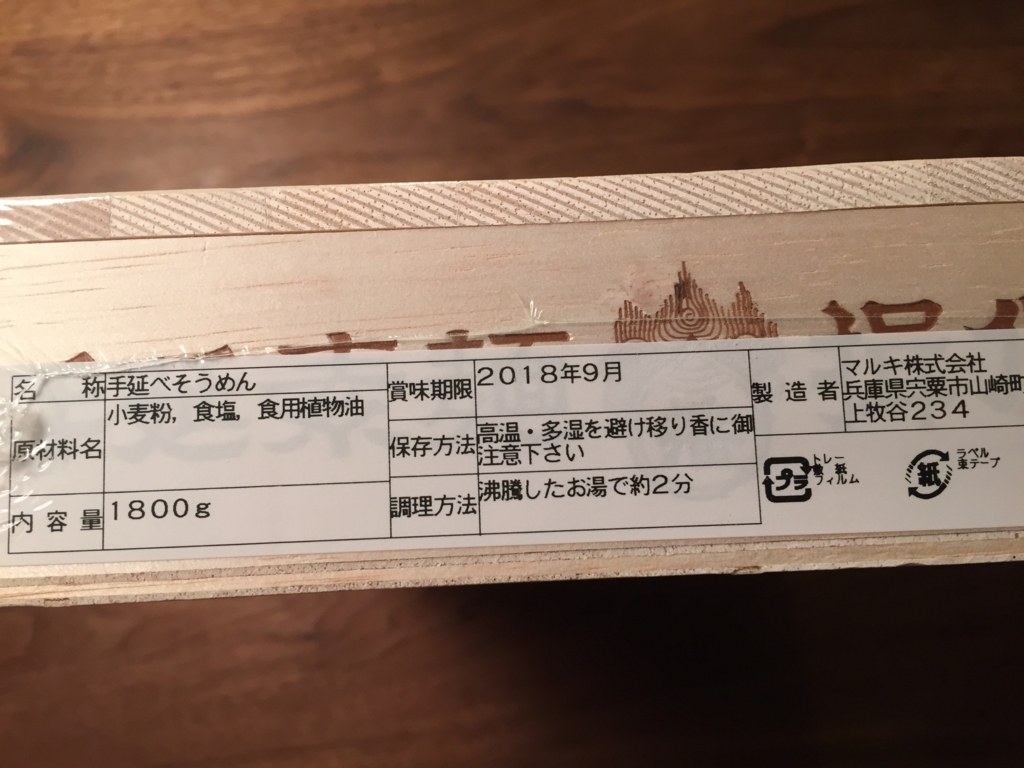 名 称 手延べそうめん
原材料名 小麦粉，食塩，食用植物油
内 容 量 1800g
賞味期限 2018年9月
保存方法 高温・多湿を避け移り香に御
注意下さい
調理方法 沸騰したお湯で約2分
製 造 者 マルキ株式会社
兵庫県宍粟市山崎町
上牧谷234
プラ
トレー
フィルム
紙
ラベル
束テープ